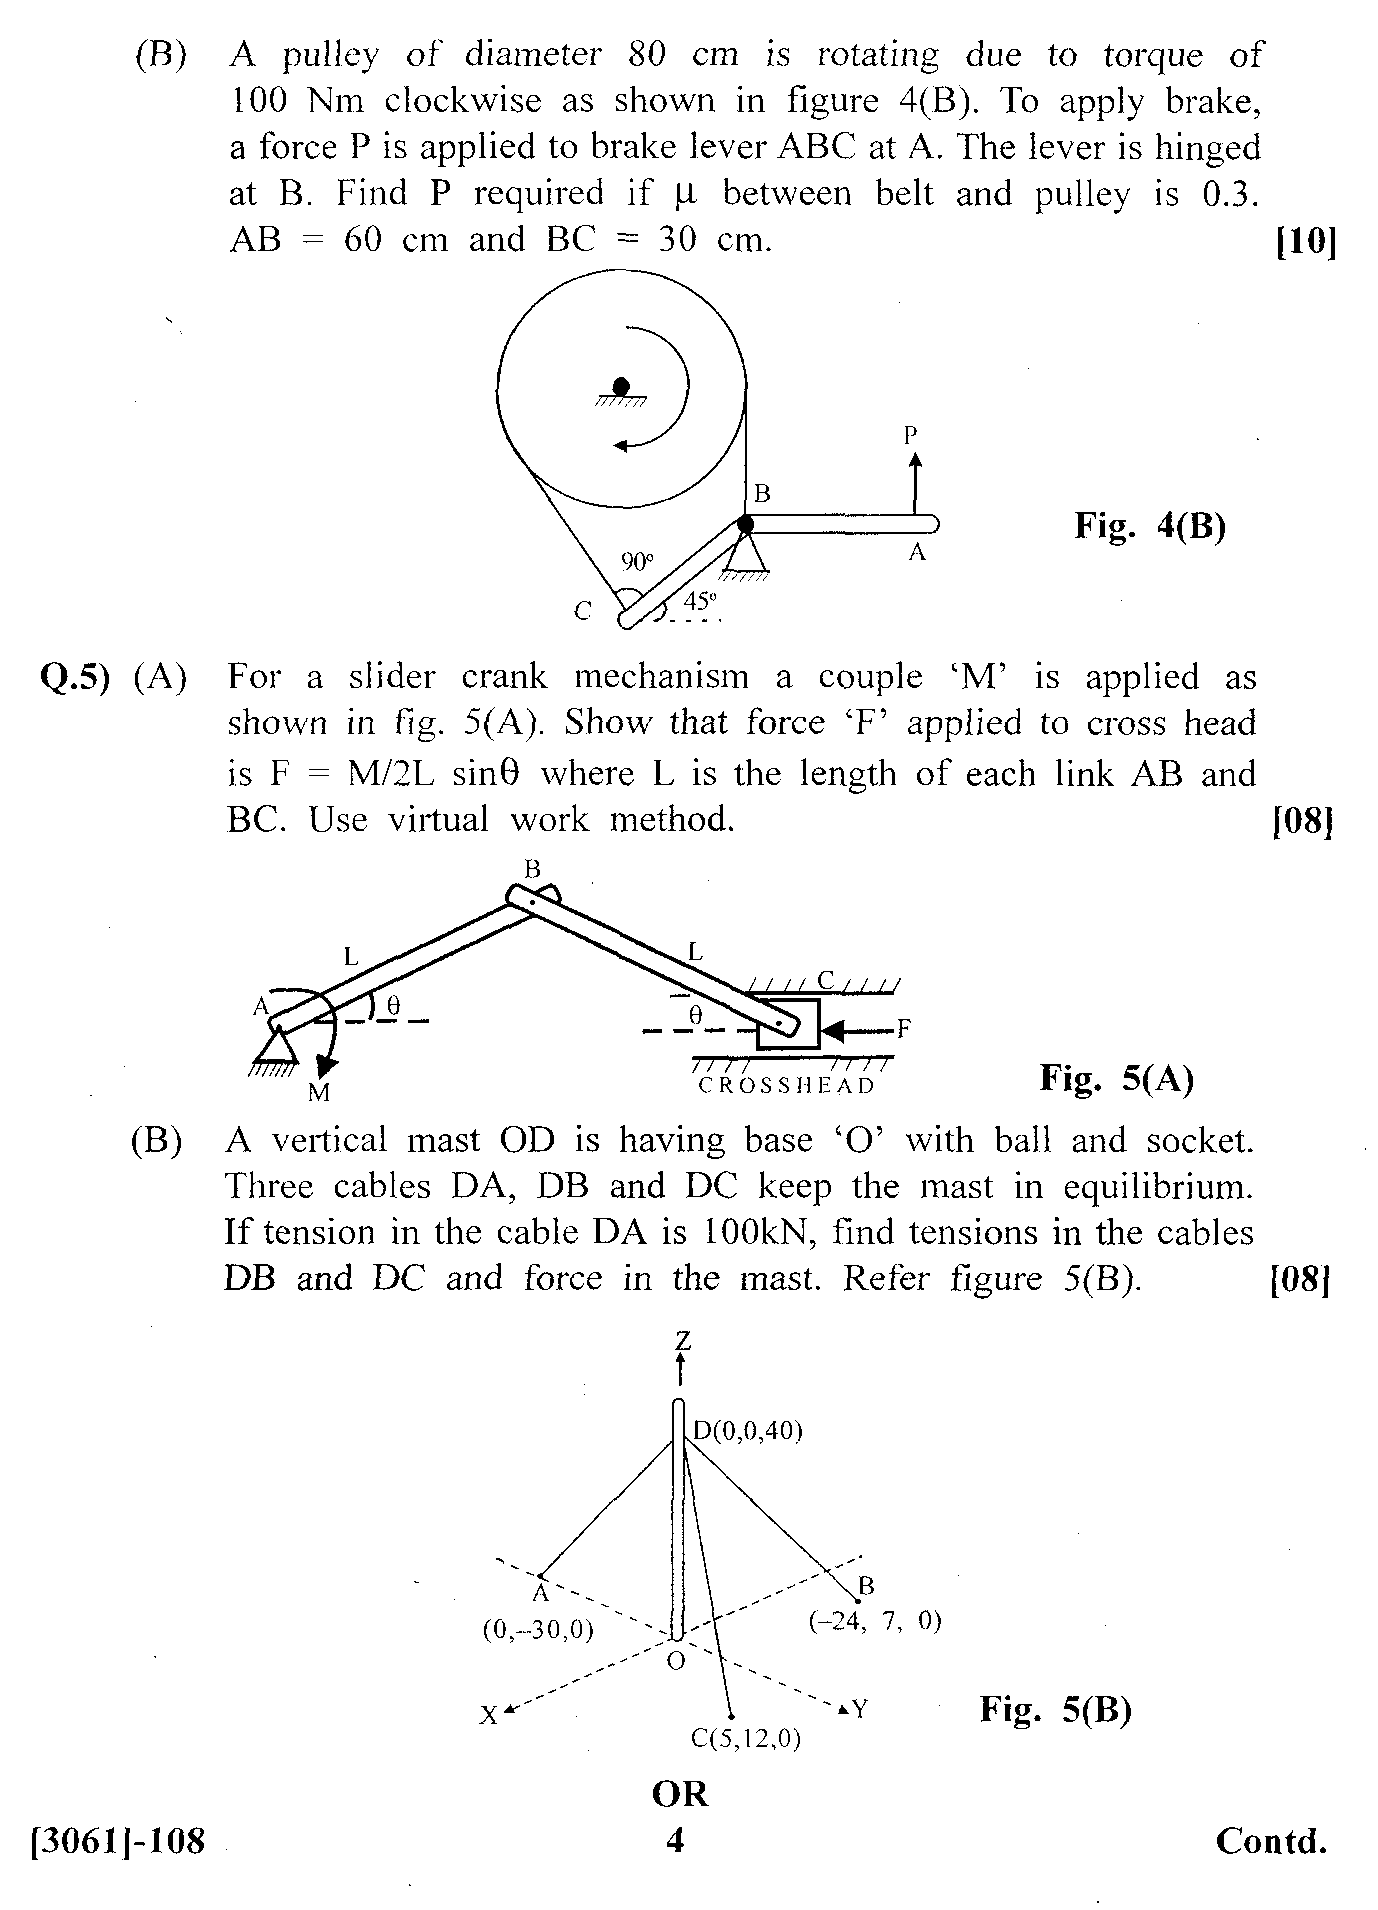 (B) A pulley of diameter 80 cm is rotating due to torque of
100 Nm clockwise as shown in figure 4(B). To apply brake,
a force P is applied to brake lever ABC at A. The lever is hinged
at B. Find P required if μ between belt and pulley is 0.3.
AB = 60 cm and BC = 30 cm. [10]
P
B
Fig. 4(B)
A
90°
C
45°
Q.5) (A) For a slider crank mechanism a couple ‘M’ is applied as
shown in fig. 5(A). Show that force ‘F’ applied to cross head
is F = M/2L sinθ where L is the length of each link AB and
BC. Use virtual work method. [08]
B
L
L
C
A
θ
θ
F
M
CROSSHEAD
Fig. 5(A)
(B) A vertical mast OD is having base ‘O’ with ball and socket.
Three cables DA, DB and DC keep the mast in equilibrium.
If tension in the cable DA is 100kN, find tensions in the cables
DB and DC and force in the mast. Refer figure 5(B). [08]
Z
D(0,0,40)
A
(0,–30,0)
B
(–24, 7, 0)
O
X
Y
C(5,12,0)
Fig. 5(B)
OR
[3061]-108 4 Contd.